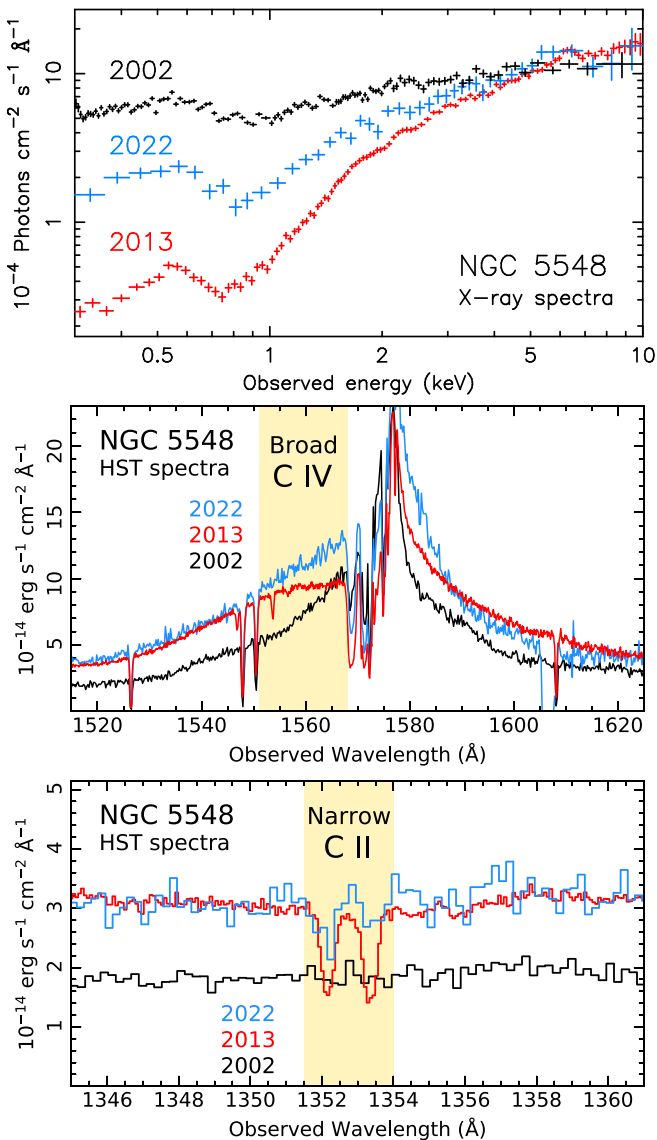 10
1
10⁻⁴ Photons cm⁻² s⁻¹ Å⁻¹
2002
2022
2013
NGC 5548
X-ray spectra
0.5 1 2 5 10
Observed energy (keV)
20
15
10
5
10⁻¹⁴ erg s⁻¹ cm⁻² Å⁻¹
NGC 5548
HST spectra
Broad
C IV
2022
2013
2002
1520 1540 1560 1580 1600 1620
Observed Wavelength (Å)
5
4
3
2
1
10⁻¹⁴ erg s⁻¹ cm⁻² Å⁻¹
NGC 5548
HST spectra
Narrow
C II
2022
2013
2002
1346 1348 1350 1352 1354 1356 1358 1360
Observed Wavelength (Å)